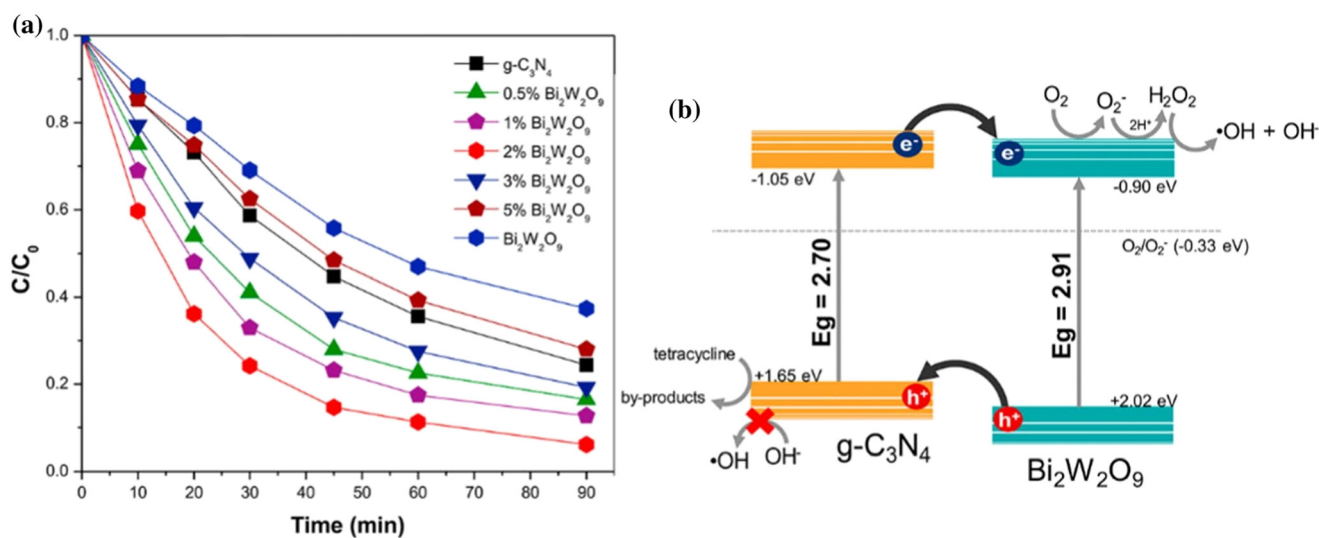 (a)
1.0
0.8
0.6
0.4
0.2
0.0
C/C₀
0 10 20 30 40 50 60 70 80 90
Time (min)
g-C₃N₄
0.5% Bi₂W₂O₉
1% Bi₂W₂O₉
2% Bi₂W₂O₉
3% Bi₂W₂O₉
5% Bi₂W₂O₉
Bi₂W₂O₉
(b)
O₂ O₂⁻ H₂O₂
2H⁺
•OH + OH⁻
e⁻ e⁻
-1.05 eV -0.90 eV
O₂/O₂⁻ (-0.33 eV)
Eg = 2.70
Eg = 2.91
tetracycline
+1.65 eV
by-products
+2.02 eV
h⁺ h⁺
•OH OH⁻
g-C₃N₄
Bi₂W₂O₉